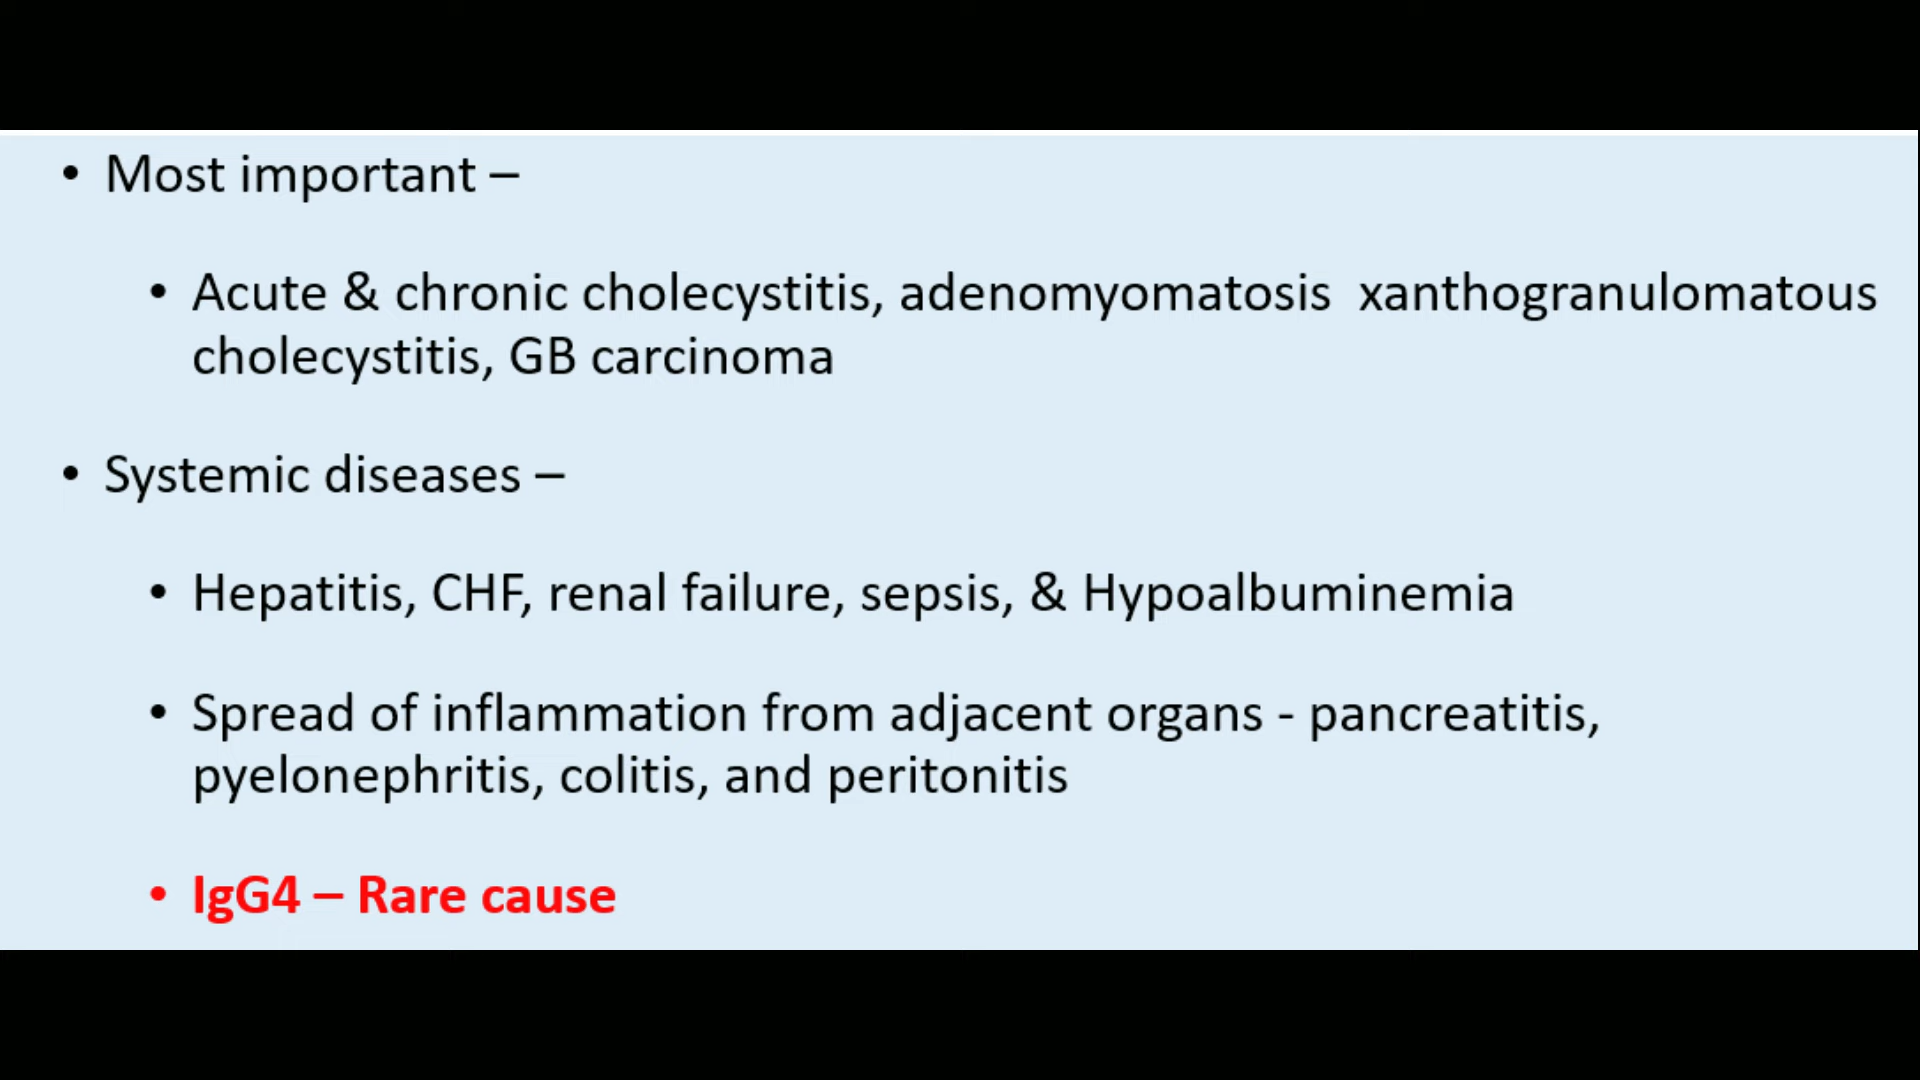 • Most important –
• Acute & chronic cholecystitis, adenomyomatosis  xanthogranulomatous
cholecystitis, GB carcinoma
• Systemic diseases –
• Hepatitis, CHF, renal failure, sepsis, & Hypoalbuminemia
• Spread of inflammation from adjacent organs - pancreatitis,
pyelonephritis, colitis, and peritonitis
• IgG4 – Rare cause